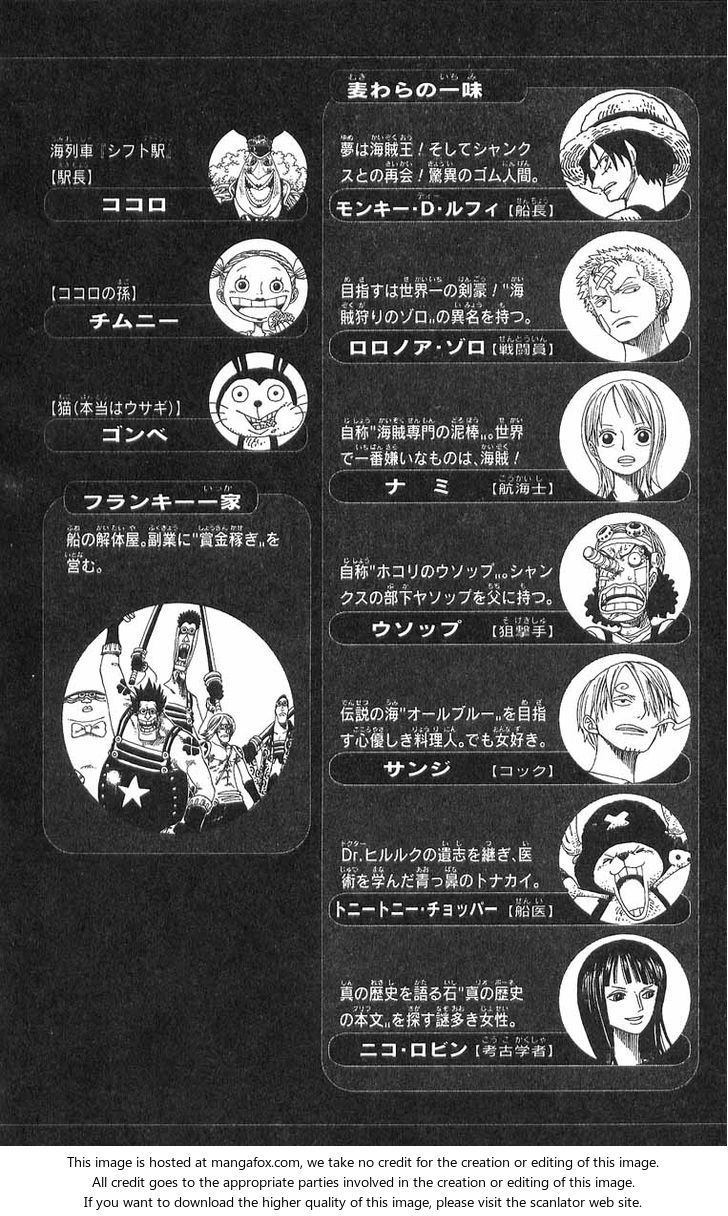 麦わらの一味
夢は海賊王！そしてシャンク
スとの再会！驚異のゴム人間。
モンキー・D・ルフィ【船長】
目指すは世界一の剣豪！"海
賊狩りのゾロ"の異名を持つ。
ロロノア・ゾロ【戦闘員】
自称"海賊専門の泥棒"。世界
で一番嫌いなものは、海賊！
ナミ【航海士】
自称"ホコリのウソップ"。シャン
クスの部下ヤソップを父に持つ。
ウソップ【狙撃手】
伝説の海"オールブルー"を目指
す心優しき料理人。でも女好き。
サンジ【コック】
Dr.ヒルルクの遺志を継ぎ、医
術を学んだ青っ鼻のトナカイ。
トニートニー・チョッパー【船医】
真の歴史を語る石"真の歴史
の本文"を探す謎多き女性。
ニコ・ロビン【考古学者】
海列車『シフト駅』
【駅長】
ココロ
【ココロの孫】
チムニー
【猫(本当はウサギ)】
ゴンベ
フランキー一家
船の解体屋。副業に"賞金稼ぎ"を
営む。
This image is hosted at mangafox.com, we take no credit for the creation or editing of this image.
All credit goes to the appropriate parties involved in the creation or editing of this image.
If you want to download the higher quality of this image, please visit the scanlator web site.